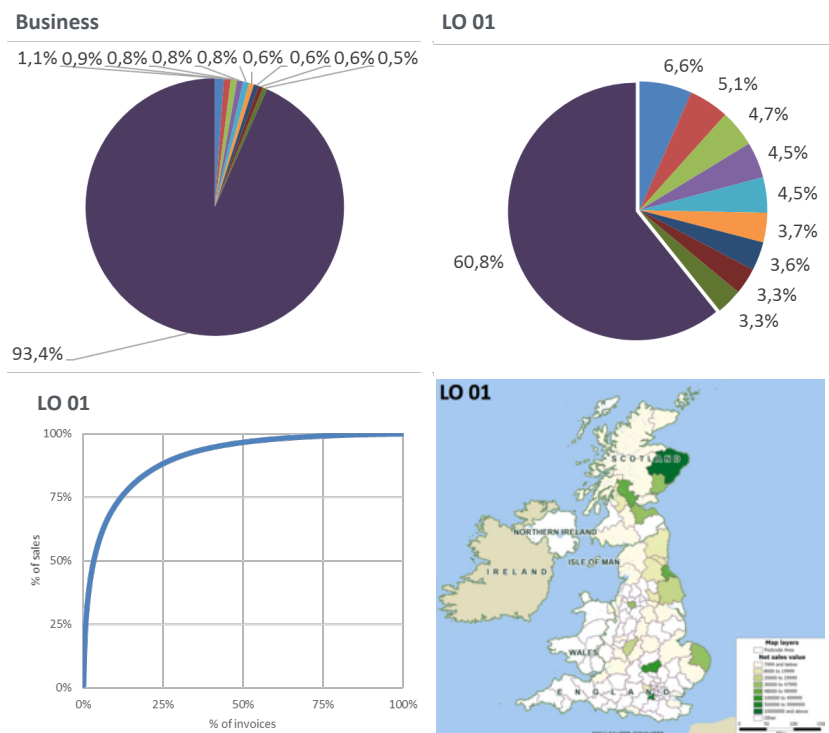 Business
1,1% 0,9% 0,8% 0,8% 0,8% 0,6% 0,6% 0,6% 0,5%
93,4%
LO 01
6,6%
5,1%
4,7%
4,5%
4,5%
3,7%
3,6%
3,3%
3,3%
60,8%
LO 01
100%
75%
50%
25%
0%
% of sales
0% 25% 50% 75% 100%
% of invoices
LO 01
SCOTLAND
NORTHERN IRELAND
ISLE OF MAN
IRELAND
WALES
ENGLAND
Map layers
Postcode Area
Net sales value
Other